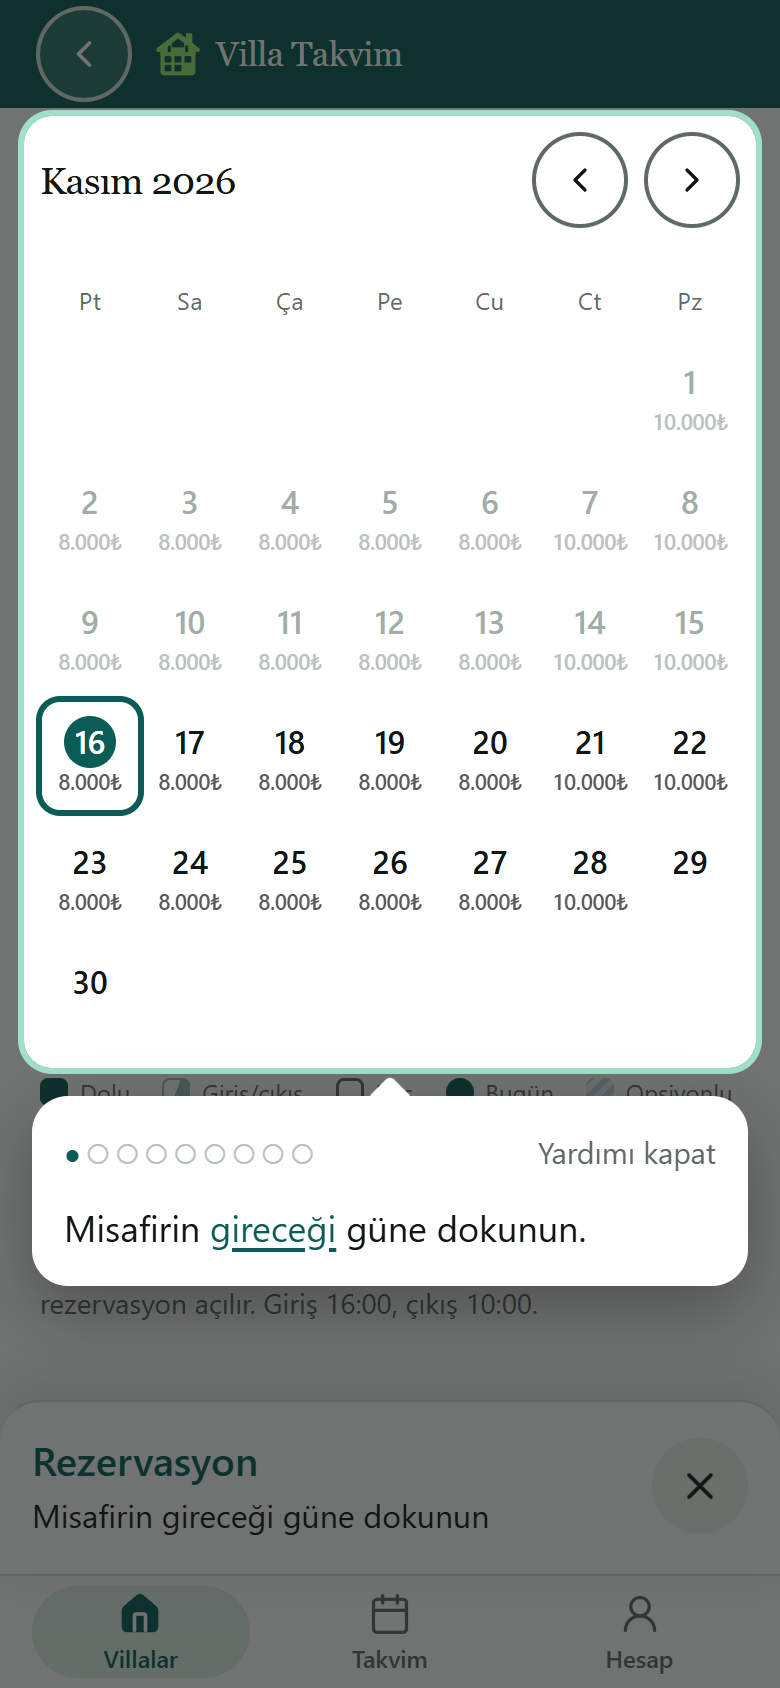 Villa Takvim
Kasım 2026
Pt Sa Ça Pe Cu Ct Pz
1
10.000₺
2 3 4 5 6 7 8
8.000₺ 8.000₺ 8.000₺ 8.000₺ 8.000₺ 10.000₺ 10.000₺
9 10 11 12 13 14 15
8.000₺ 8.000₺ 8.000₺ 8.000₺ 8.000₺ 10.000₺ 10.000₺
16 17 18 19 20 21 22
8.000₺ 8.000₺ 8.000₺ 8.000₺ 8.000₺ 10.000₺ 10.000₺
23 24 25 26 27 28 29
8.000₺ 8.000₺ 8.000₺ 8.000₺ 8.000₺ 10.000₺
30
Dolu Giriş/çıkış Bugün Opsiyonlu
Yardımı kapat
Misafirin gireceği güne dokunun.
rezervasyon açılır. Giriş 16:00, çıkış 10:00.
Rezervasyon
Misafirin gireceği güne dokunun
Villalar Takvim Hesap